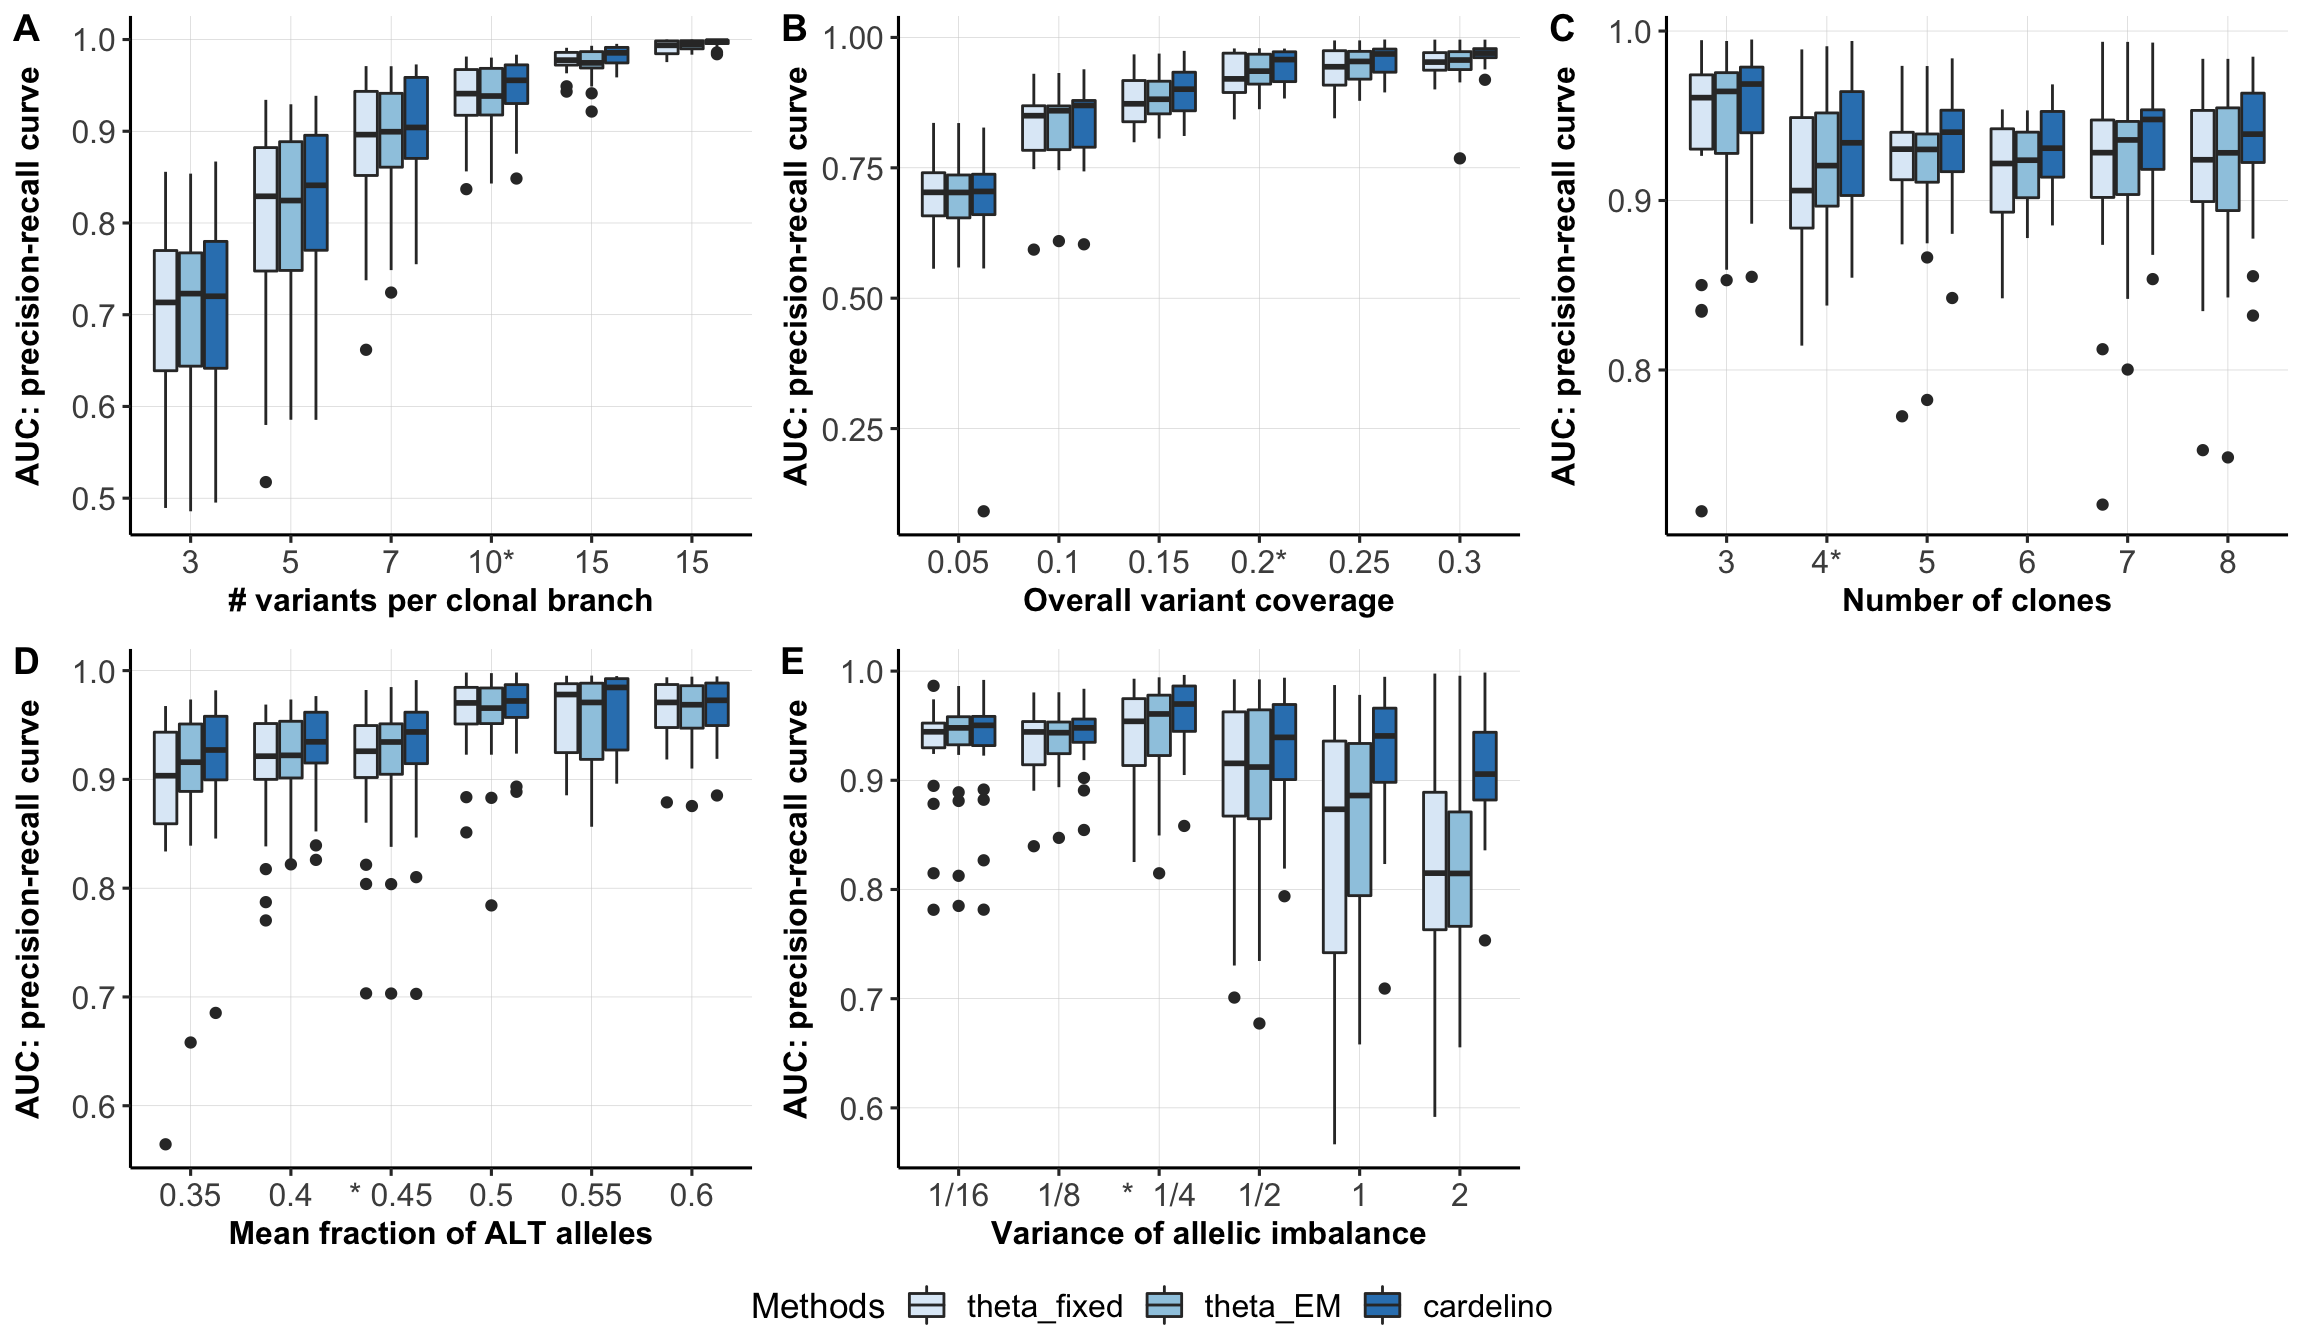 A
AUC: precision-recall curve
1.0
0.9
0.8
0.7
0.6
0.5
3 5 7 10* 15 15
# variants per clonal branch
B
AUC: precision-recall curve
1.00
0.75
0.50
0.25
0.05 0.1 0.15 0.2* 0.25 0.3
Overall variant coverage
C
AUC: precision-recall curve
1.0
0.9
0.8
3 4* 5 6 7 8
Number of clones
D
AUC: precision-recall curve
1.0
0.9
0.8
0.7
0.6
0.35 0.4 * 0.45 0.5 0.55 0.6
Mean fraction of ALT alleles
E
AUC: precision-recall curve
1.0
0.9
0.8
0.7
0.6
1/16 1/8 * 1/4 1/2 1 2
Variance of allelic imbalance
Methods theta_fixed theta_EM cardelino